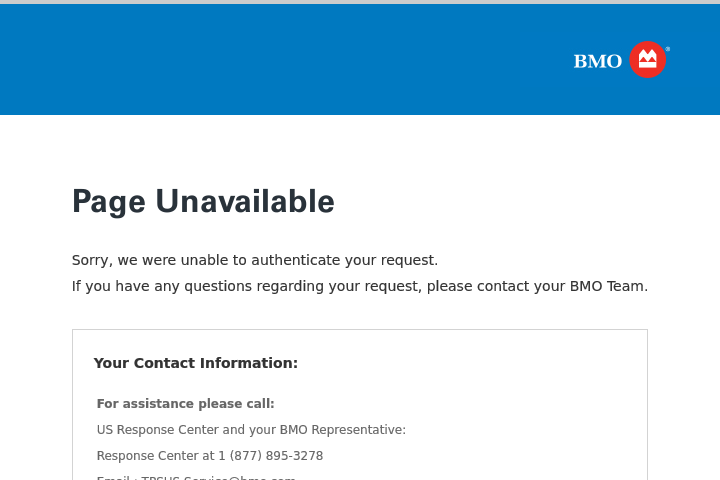 BMO
Page Unavailable
Sorry, we were unable to authenticate your request.
If you have any questions regarding your request, please contact your BMO Team.
Your Contact Information:
For assistance please call:
US Response Center and your BMO Representative:
Response Center at 1 (877) 895-3278